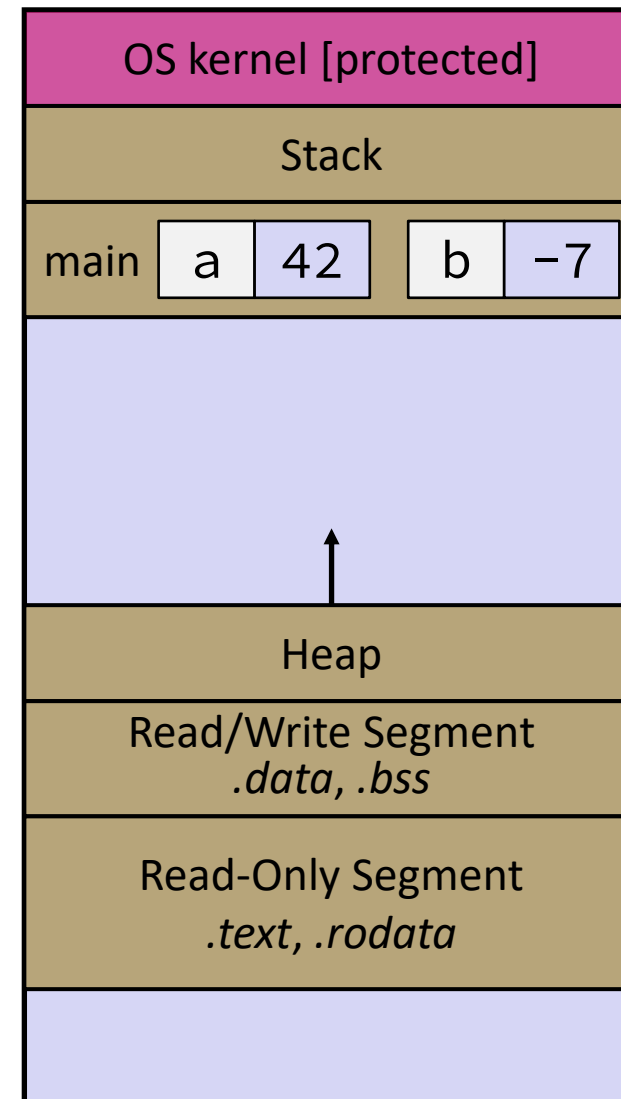 OS kernel [protected]
Stack
main a 42 b -7
Heap
Read/Write Segment
.data, .bss
Read-Only Segment
.text, .rodata